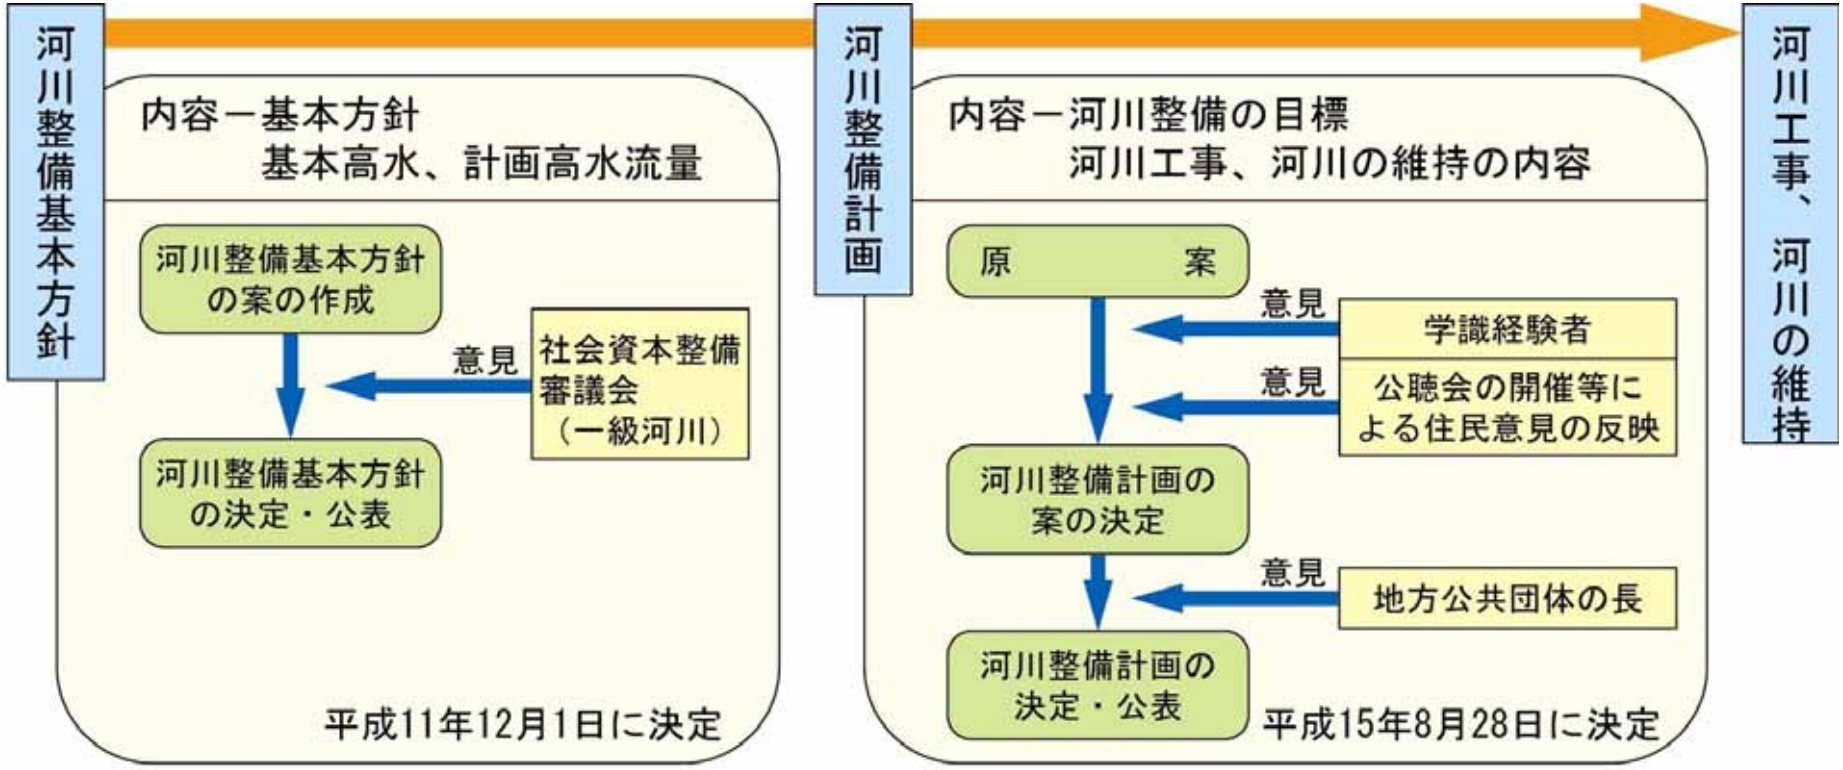 河川整備基本方針
内容－基本方針
基本高水、計画高水流量
河川整備基本方針
の案の作成
意見
社会資本整備
審議会
（一級河川）
河川整備基本方針
の決定・公表
平成11年12月1日に決定
河川整備計画
内容－河川整備の目標
河川工事、河川の維持の内容
原案
意見
学識経験者
意見
公聴会の開催等に
よる住民意見の反映
河川整備計画の
案の決定
意見
地方公共団体の長
河川整備計画の
決定・公表
平成15年8月28日に決定
河川工事、河川の維持